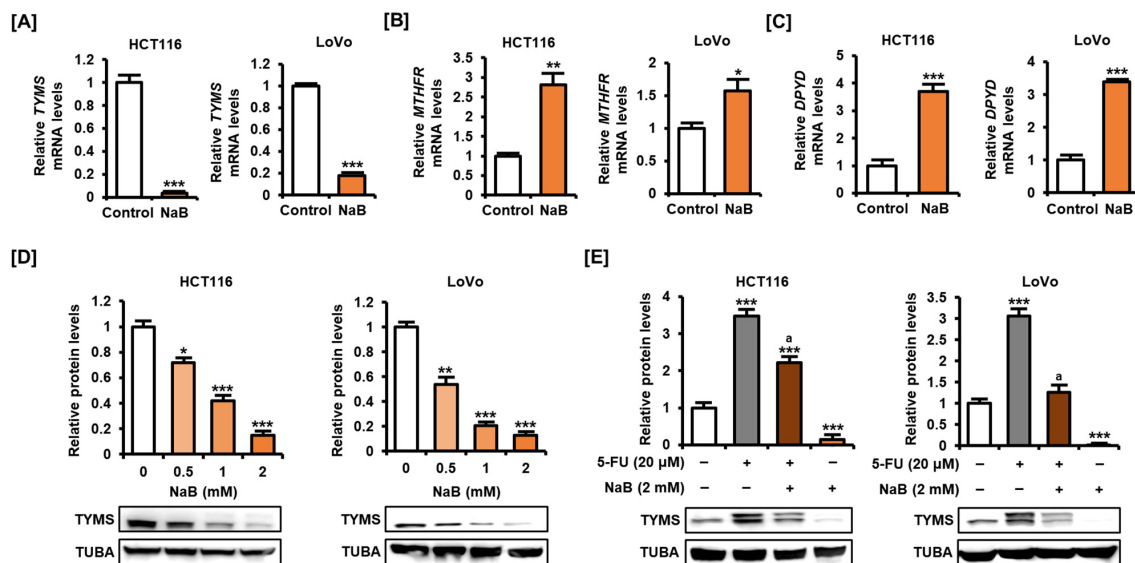 [A]
HCT116
Relative TYMS
mRNA levels
1.2
1
0.8
0.6
0.4
0.2
0
***
Control NaB
LoVo
Relative TYMS
mRNA levels
1.2
1
0.8
0.6
0.4
0.2
0
***
Control NaB
[B]
HCT116
Relative MTHFR
mRNA levels
3.5
3
2.5
2
1.5
1
0.5
0
**
Control NaB
LoVo
Relative MTHFR
mRNA levels
2
1.5
1
0.5
0
*
Control NaB
[C]
HCT116
Relative DPYD
mRNA levels
5
4
3
2
1
0
***
Control NaB
LoVo
Relative DPYD
mRNA levels
4
3
2
1
0
***
Control NaB
[D]
HCT116
Relative protein levels
1.2
1
0.8
0.6
0.4
0.2
0
*
***
***
0 0.5 1 2
NaB (mM)
TYMS
TUBA
LoVo
Relative protein levels
1.2
1
0.8
0.6
0.4
0.2
0
**
***
***
0 0.5 1 2
NaB (mM)
[E]
HCT116
Relative protein levels
4
3
2
1
0
***
a
***
***
5-FU (20 μM) – + + –
NaB (2 mM) – – + +
TYMS
TUBA
LoVo
Relative protein levels
3.5
3
2.5
2
1.5
1
0.5
0
***
a
***
5-FU (20 μM) – + + –
NaB (2 mM) – – + +
TYMS
TUBA